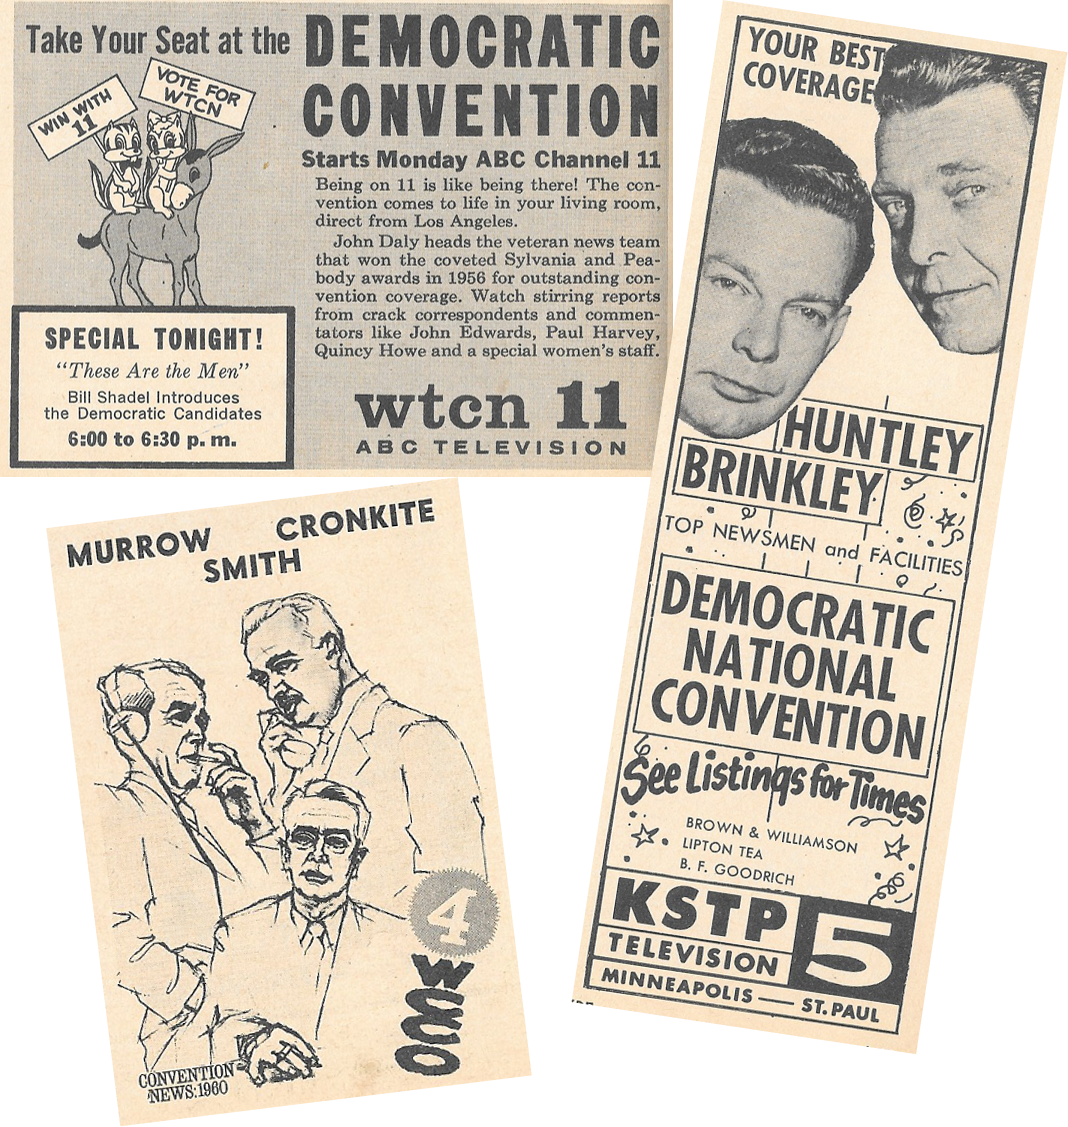 Take Your Seat at the DEMOCRATIC
CONVENTION
WIN WITH
11
VOTE FOR
WTCN
Starts Monday ABC Channel 11
Being on 11 is like being there! The con-
vention comes to life in your living room,
direct from Los Angeles.
John Daly heads the veteran news team
that won the coveted Sylvania and Pea-
body awards in 1956 for outstanding con-
vention coverage. Watch stirring reports
from crack correspondents and commen-
tators like John Edwards, Paul Harvey,
Quincy Howe and a special women's staff.
SPECIAL TONIGHT!
"These Are the Men"
Bill Shadel Introduces
the Democratic Candidates
6:00 to 6:30 p. m.
wtcn 11
ABC TELEVISION
YOUR BEST
COVERAGE
HUNTLEY
BRINKLEY
TOP NEWSMEN and FACILITIES
DEMOCRATIC
NATIONAL
CONVENTION
See Listings for Times
BROWN & WILLIAMSON
LIPTON TEA
B. F. GOODRICH
KSTP 5
TELEVISION
MINNEAPOLIS — ST. PAUL
MURROW CRONKITE
SMITH
4
WCCO
CONVENTION
NEWS:1960